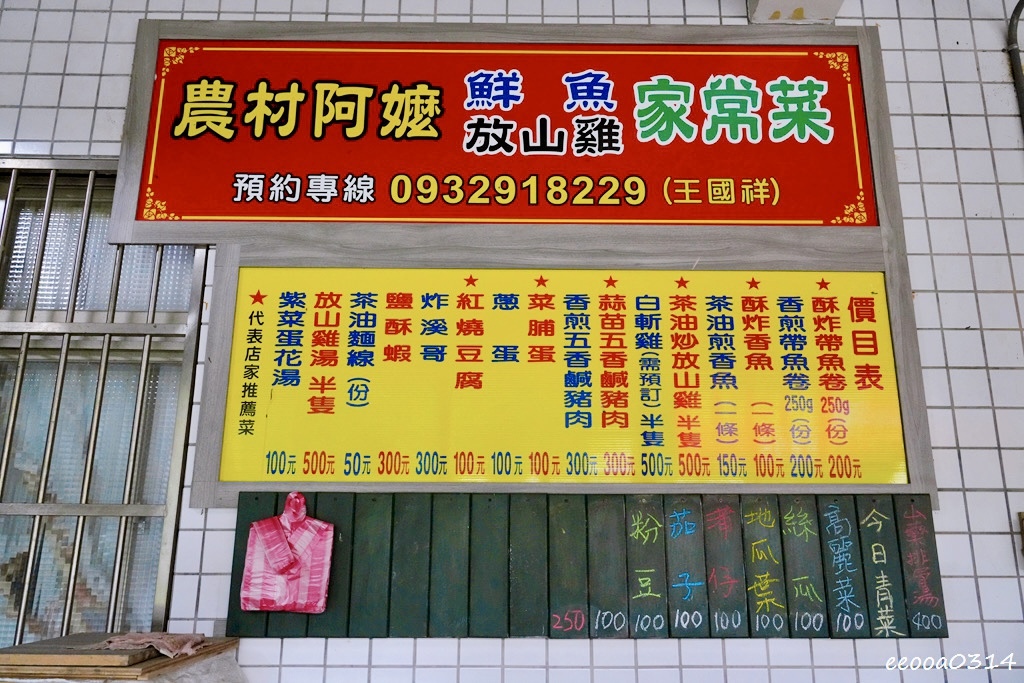 農村阿嬤 鮮魚 放山雞 家常菜
預約專線 0932918229 (王國祥)
價目表
★酥炸帶魚卷 250g(份) 200元
香煎帶魚卷 250g(份) 200元
★酥炸香魚 (一條) 100元
茶油煎香魚 (一條) 150元
★茶油炒放山雞 半隻 500元
白斬雞(需預訂) 半隻 500元
★蒜苗五香鹹豬肉 300元
香煎五香鹹豬肉 300元
★菜脯蛋 100元
蔥蛋 100元
★紅燒豆腐 100元
炸溪哥 300元
鹽酥蝦 300元
茶油麵線(份) 50元
放山雞湯 半隻 500元
紫菜蛋花湯 100元
★代表店家推薦菜
400
今日青菜
高麗菜 100
絲瓜 100
地瓜葉 100
仔 100
茄子 100
粉豆 100
100
250
eeooa0314